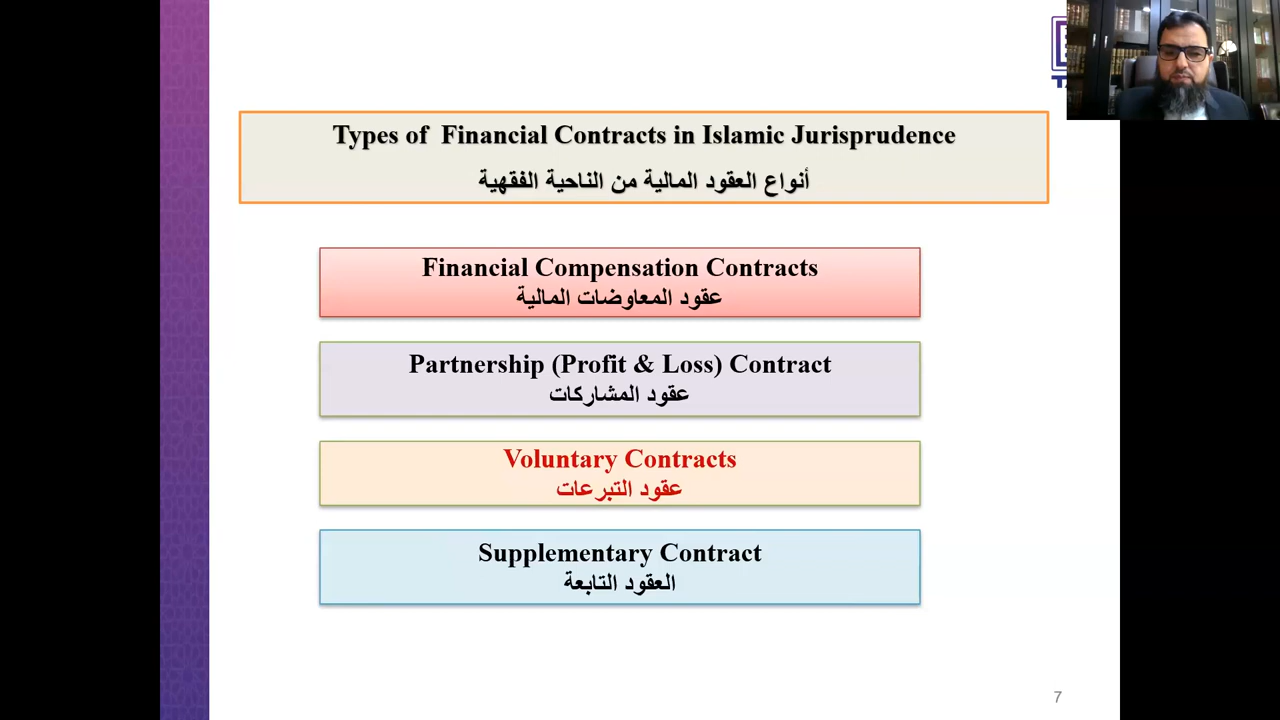 Types of Financial Contracts in Islamic Jurisprudence
أنواع العقود المالية من الناحية الفقهية
Financial Compensation Contracts
عقود المعاوضات المالية
Partnership (Profit & Loss) Contract
عقود المشاركات
Voluntary Contracts
عقود التبرعات
Supplementary Contract
العقود التابعة
7